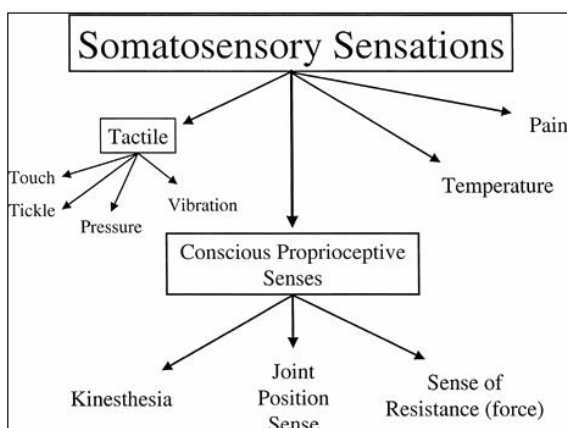 Somatosensory Sensations
Tactile
Pain
Touch
Tickle
Pressure
Vibration
Temperature
Conscious Proprioceptive
Senses
Kinesthesia
Joint
Position
Sense
Sense of
Resistance (force)